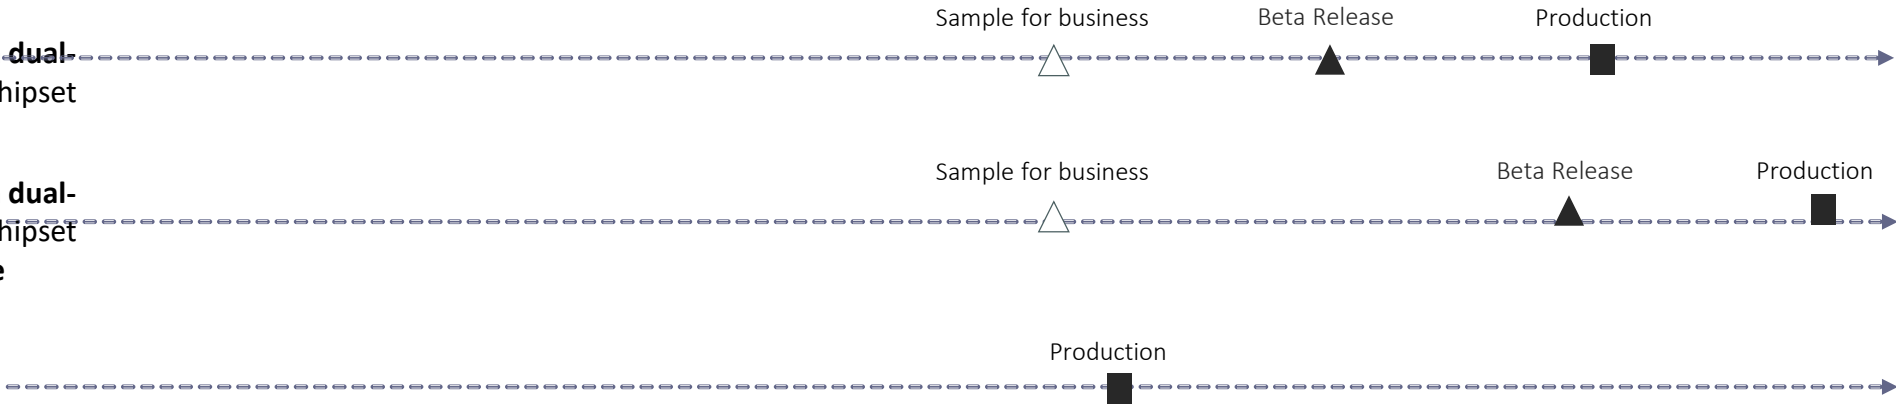 Sample for business Beta Release Production
dual-
hipset
Sample for business Beta Release Production
dual-
hipset
e
Production